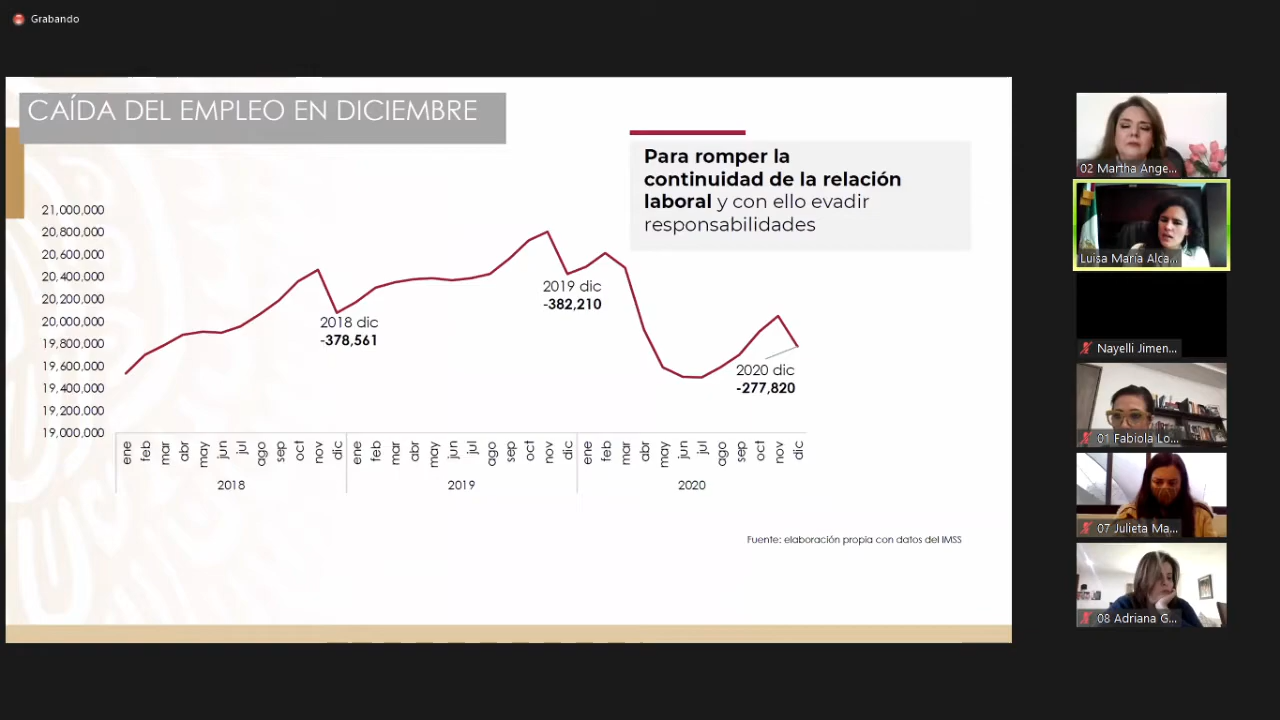 Grabando
CAÍDA DEL EMPLEO EN DICIEMBRE
Para romper la
continuidad de la relación
laboral y con ello evadir
responsabilidades
21,000,000
20,800,000
20,600,000
20,400,000
20,200,000
20,000,000
19,800,000
19,600,000
19,400,000
19,200,000
19,000,000
2018 dic
-378,561
2019 dic
-382,210
2020 dic
-277,820
ene feb mar abr may jun jul ago sep oct nov dic ene feb mar abr may jun jul ago sep oct nov dic ene feb mar abr may jun jul ago sep oct nov dic
2018 2019 2020
Fuente: elaboración propia con datos del IMSS
02 Martha Ange...
Luisa María Alca...
Nayelli Jimen...
01 Fabiola Lo...
07 Julieta Ma...
08 Adriana G...